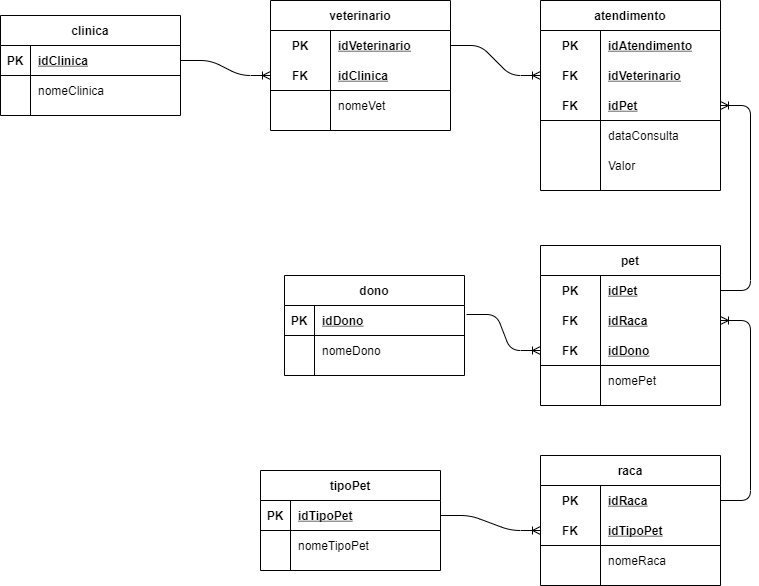 clinica
PK idClinica
nomeClinica
veterinario
PK idVeterinario
FK idClinica
nomeVet
atendimento
PK idAtendimento
FK idVeterinario
FK idPet
dataConsulta
Valor
dono
PK idDono
nomeDono
pet
PK idPet
FK idRaca
FK idDono
nomePet
tipoPet
PK idTipoPet
nomeTipoPet
raca
PK idRaca
FK idTipoPet
nomeRaca